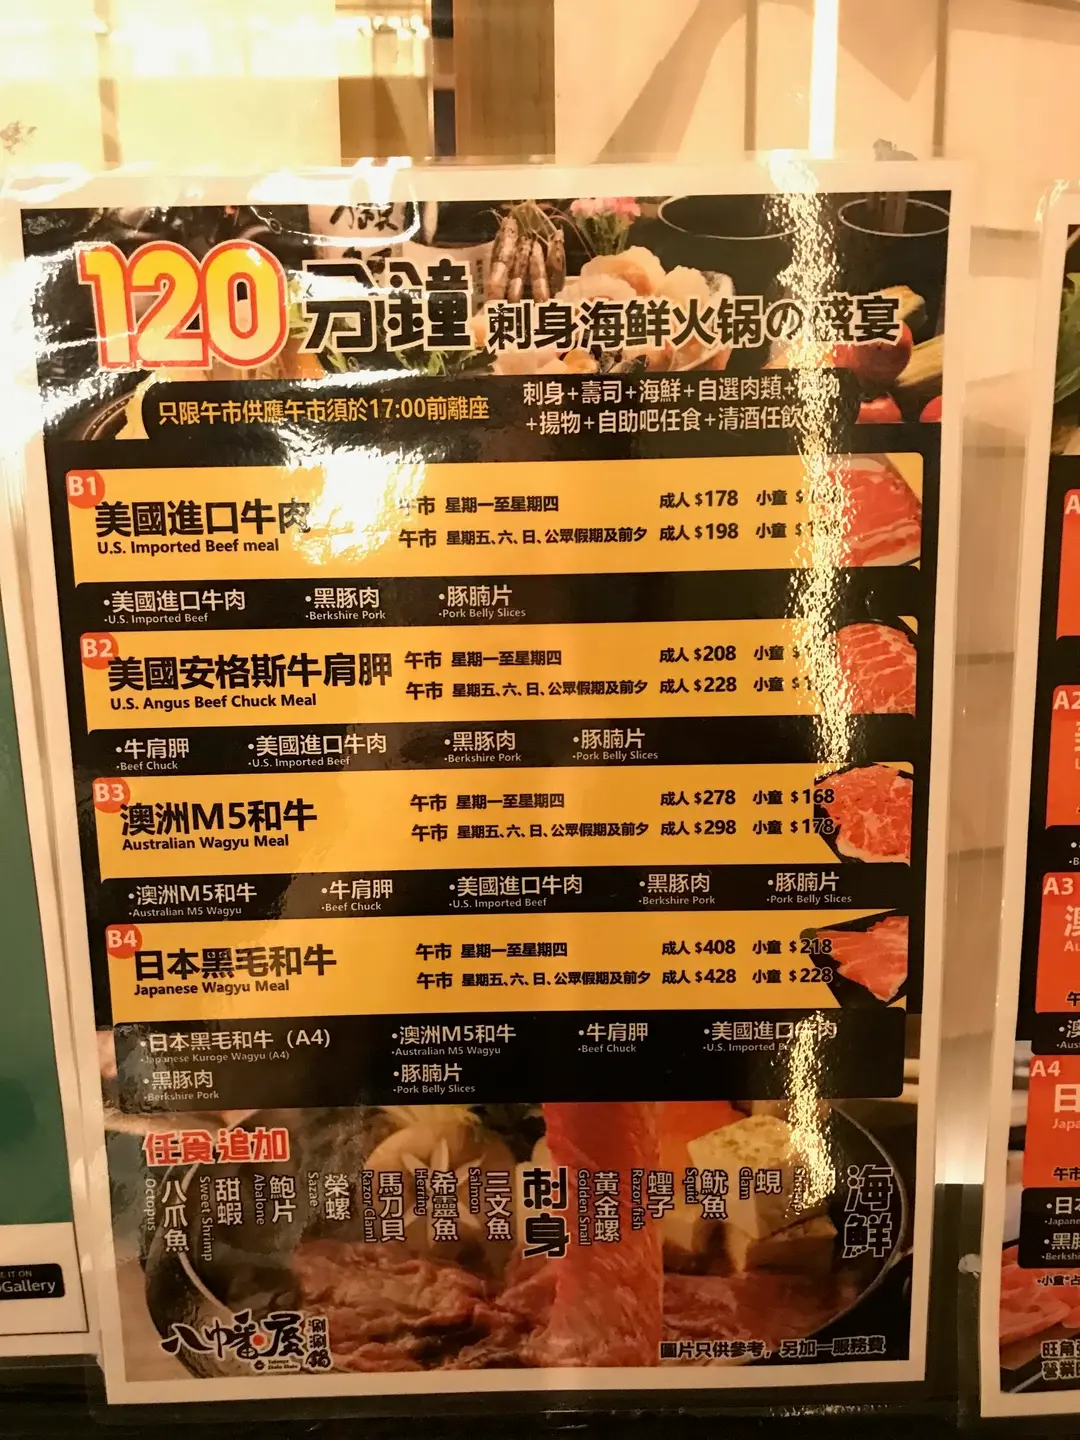 120分鐘 刺身海鮮火锅の盛宴
只限午市供應午市須於17:00前離座
刺身+壽司+海鮮+自選肉類+
+揚物+自助吧任食+清酒任飲
B1
美國進口牛肉
U.S. Imported Beef meal
午市 星期一至星期四 成人 $178 小童 $
午市 星期五、六、日、公眾假期及前夕 成人 $198 小童 $
•美國進口牛肉 •黑豚肉 •豚腩片
•U.S. Imported Beef •Berkshire Pork •Pork Belly Slices
B2
美國安格斯牛肩胛
U.S. Angus Beef Chuck Meal
午市 星期一至星期四 成人 $208 小童 $
午市 星期五、六、日、公眾假期及前夕 成人 $228 小童 $
•牛肩胛 •美國進口牛肉 •黑豚肉 •豚腩片
•Beef Chuck •U.S. Imported Beef •Berkshire Pork •Pork Belly Slices
B3
澳洲M5和牛
Australian Wagyu Meal
午市 星期一至星期四 成人 $278 小童 $168
午市 星期五、六、日、公眾假期及前夕 成人 $298 小童 $178
•澳洲M5和牛 •牛肩胛 •美國進口牛肉 •黑豚肉 •豚腩片
•Australian M5 Wagyu •Beef Chuck •U.S. Imported Beef •Berkshire Pork •Pork Belly Slices
B4
日本黑毛和牛
Japanese Wagyu Meal
午市 星期一至星期四 成人 $408 小童 $218
午市 星期五、六、日、公眾假期及前夕 成人 $428 小童 $228
•日本黑毛和牛（A4） •澳洲M5和牛 •牛肩胛 •美國進口牛肉
•Japanese Kuroge Wagyu (A4) •Australian M5 Wagyu •Beef Chuck •U.S. Imported
•黑豚肉 •豚腩片
•Berkshire Pork •Pork Belly Slices
任食追加
海鮮
蜆
Clam
魷魚
Squid
蟶子
Razorfish
黃金螺
Golden Snail
刺身
三文魚
Salmon
希靈魚
Herring
馬刀貝
Razor Clam
榮螺
Sazae
鮑片
Abalone
甜蝦
Sweet Shrimp
八爪魚
Octopus
八幡屋
涮涮鍋
圖片只供參考，另加一服務費
IT ON
Gallery
A2
A3
A4